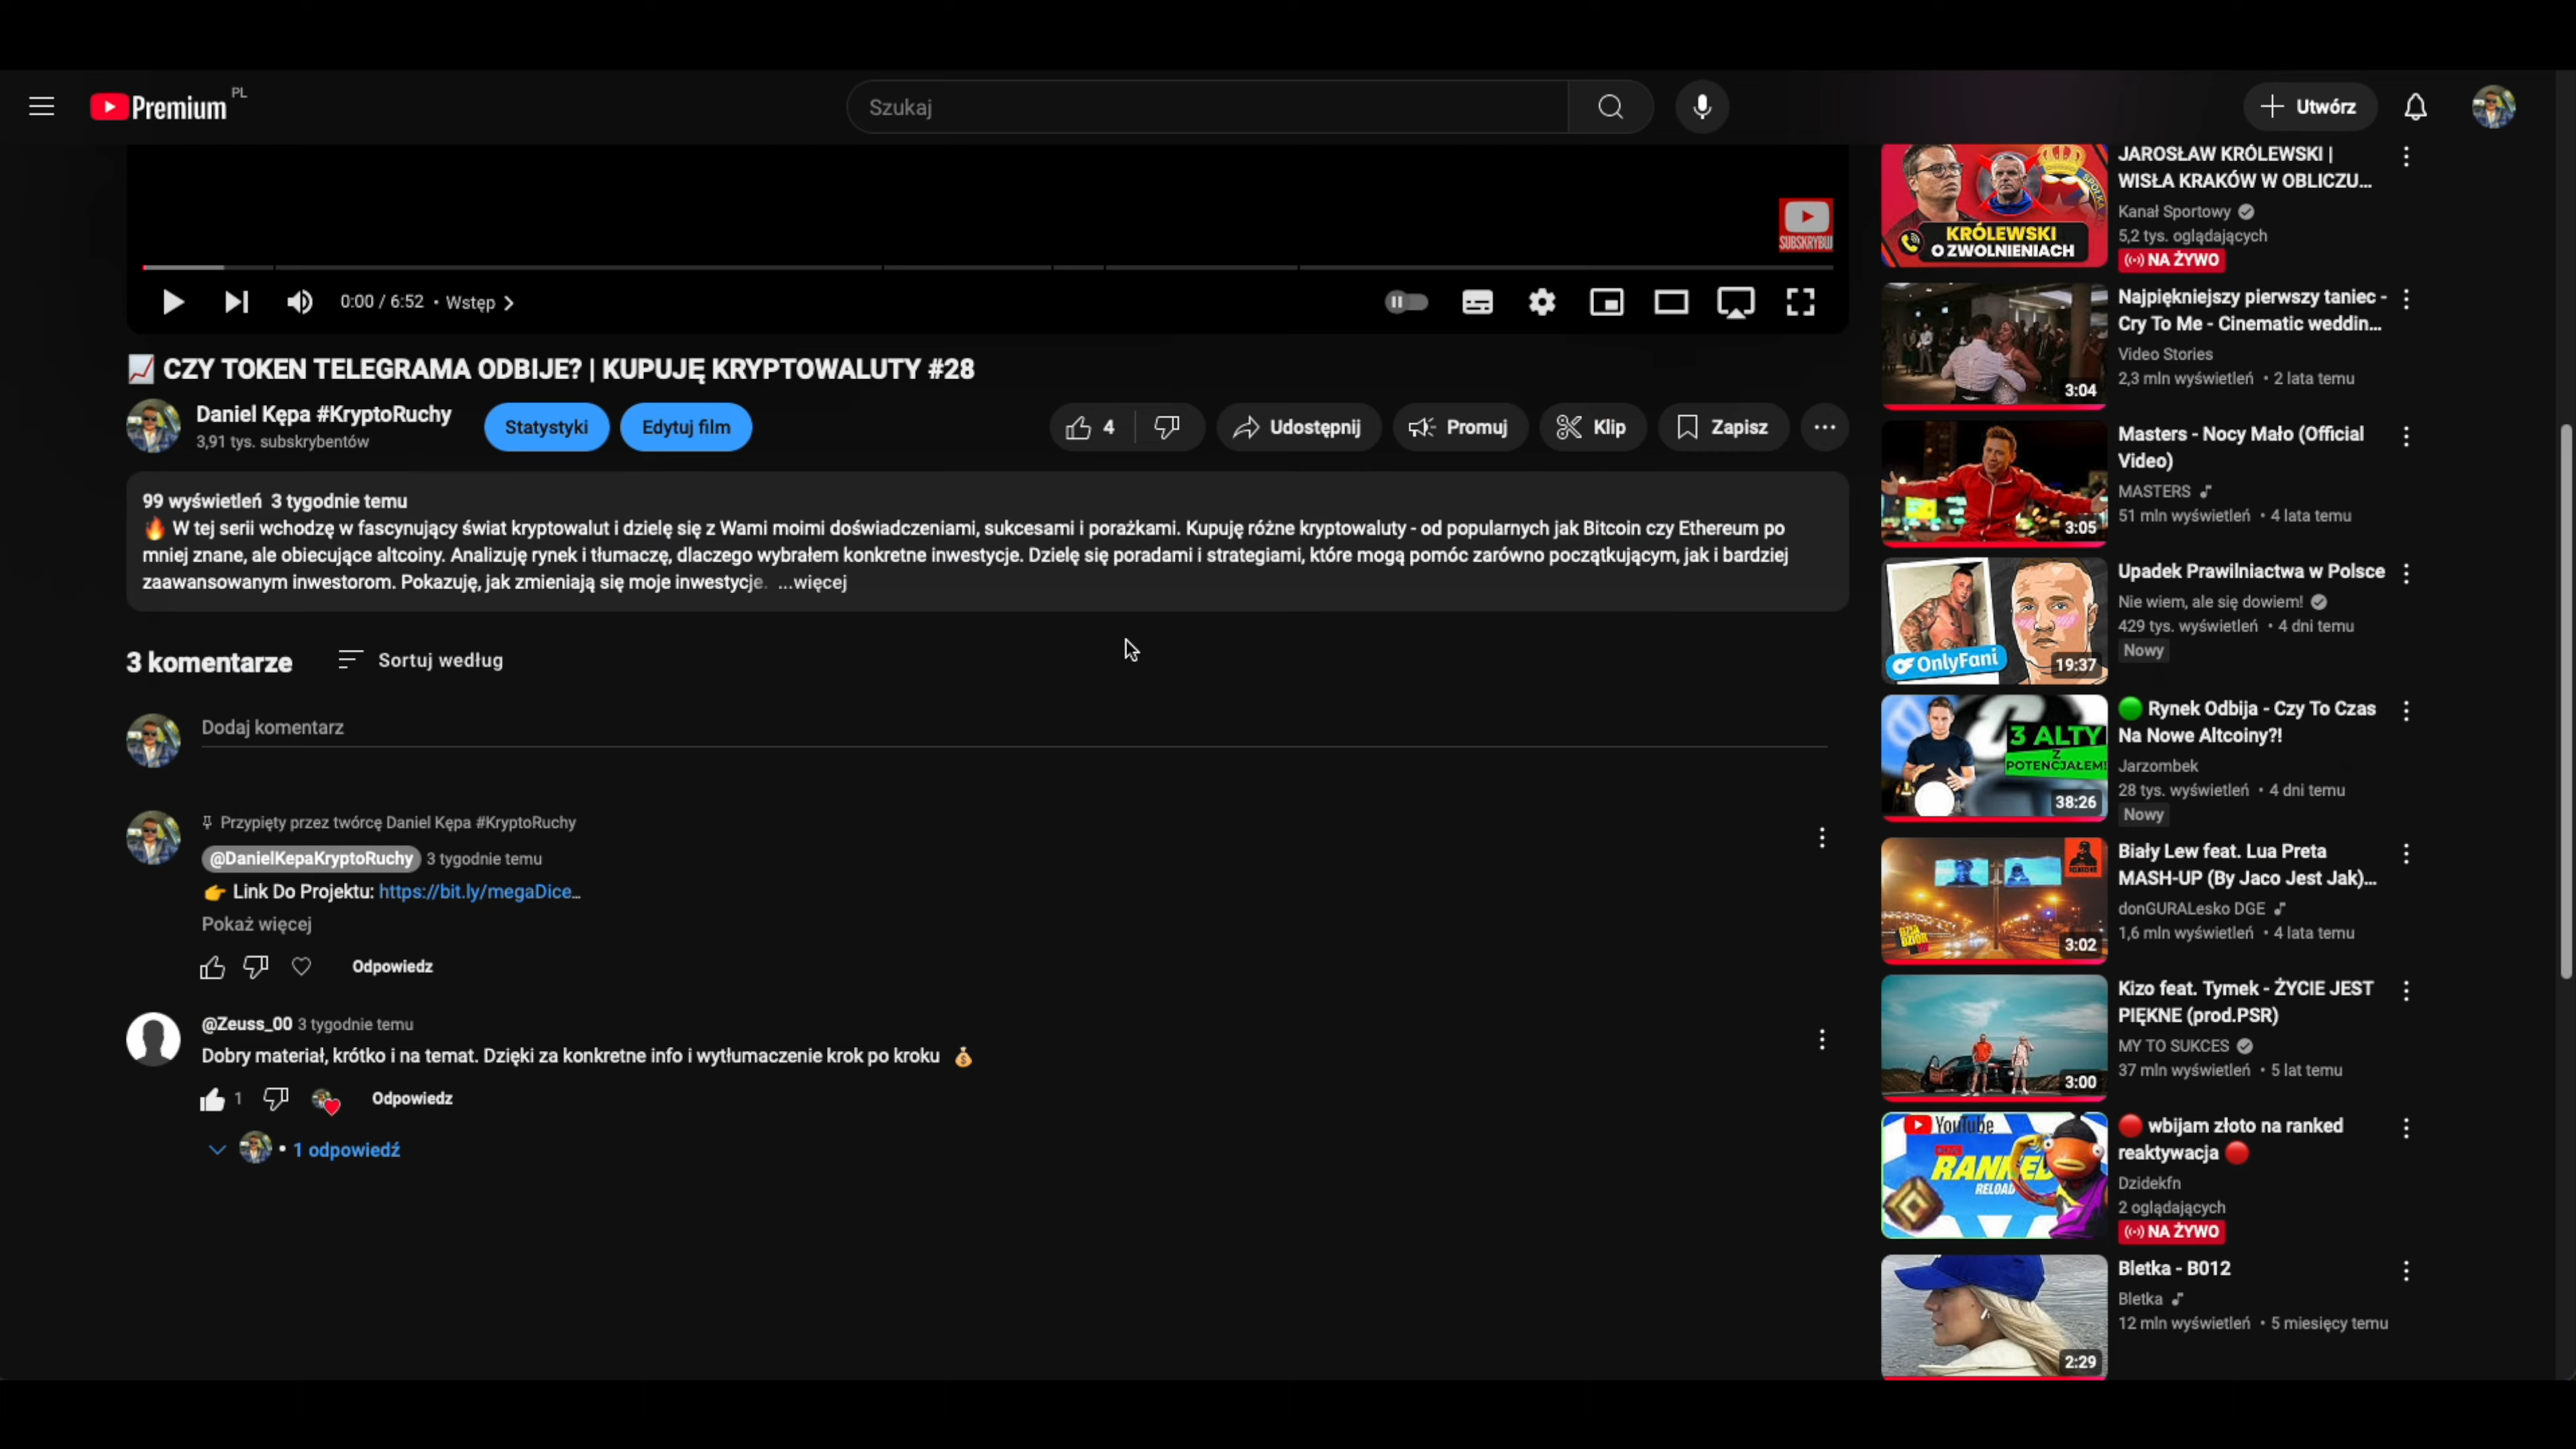 Premium PL
Szukaj
Utwórz
SUBSKRYBUJ
0:00 / 6:52 • Wstęp
📈 CZY TOKEN TELEGRAMA ODBIJE? | KUPUJĘ KRYPTOWALUTY #28
Daniel Kępa #KryptoRuchy
3,91 tys. subskrybentów
Statystyki
Edytuj film
4
Udostępnij
Promuj
Klip
Zapisz
99 wyświetleń 3 tygodnie temu
🔥 W tej serii wchodzę w fascynujący świat kryptowalut i dzielę się z Wami moimi doświadczeniami, sukcesami i porażkami. Kupuję różne kryptowaluty - od popularnych jak Bitcoin czy Ethereum po
mniej znane, ale obiecujące altcoiny. Analizuję rynek i tłumaczę, dlaczego wybrałem konkretne inwestycje. Dzielę się poradami i strategiami, które mogą pomóc zarówno początkującym, jak i bardziej
zaawansowanym inwestorom. Pokazuję, jak zmieniają się moje inwestycje. ...więcej
3 komentarze
Sortuj według
Dodaj komentarz
Przypięty przez twórcę Daniel Kępa #KryptoRuchy
@DanielKepaKryptoRuchy 3 tygodnie temu
👉 Link Do Projektu: https://bit.ly/megaDice...
Pokaż więcej
Odpowiedz
@Zeuss_00 3 tygodnie temu
Dobry materiał, krótko i na temat. Dzięki za konkretne info i wytłumaczenie krok po kroku 💰
1
Odpowiedz
• 1 odpowiedź
KRÓLEWSKI
O ZWOLNIENIACH
JAROSŁAW KRÓLEWSKI |
WISŁA KRAKÓW W OBLICZU...
Kanał Sportowy
5,2 tys. oglądających
NA ŻYWO
3:04
Najpiękniejszy pierwszy taniec -
Cry To Me - Cinematic weddin...
Video Stories
2,3 mln wyświetleń • 2 lata temu
3:05
Masters - Nocy Mało (Official
Video)
MASTERS
51 mln wyświetleń • 4 lata temu
OnlyFani
19:37
Upadek Prawilniactwa w Polsce
Nie wiem, ale się dowiem!
429 tys. wyświetleń • 4 dni temu
Nowy
3 ALTY
Z
POTENCJAŁEM!
38:26
🟢 Rynek Odbija - Czy To Czas
Na Nowe Altcoiny?!
Jarzombek
28 tys. wyświetleń • 4 dni temu
Nowy
3:02
Biały Lew feat. Lua Preta
MASH-UP (By Jaco Jest Jak)...
donGURALesko DGE
1,6 mln wyświetleń • 4 lata temu
3:00
Kizo feat. Tymek - ŻYCIE JEST
PIĘKNE (prod.PSR)
MY TO SUKCES
37 mln wyświetleń • 5 lat temu
YouTube
RANKED
RELOAD
🔴 wbijam złoto na ranked
reaktywacja 🔴
Dzidekfn
2 oglądających
NA ŻYWO
2:29
Bletka - B012
Bletka
12 mln wyświetleń • 5 miesięcy temu